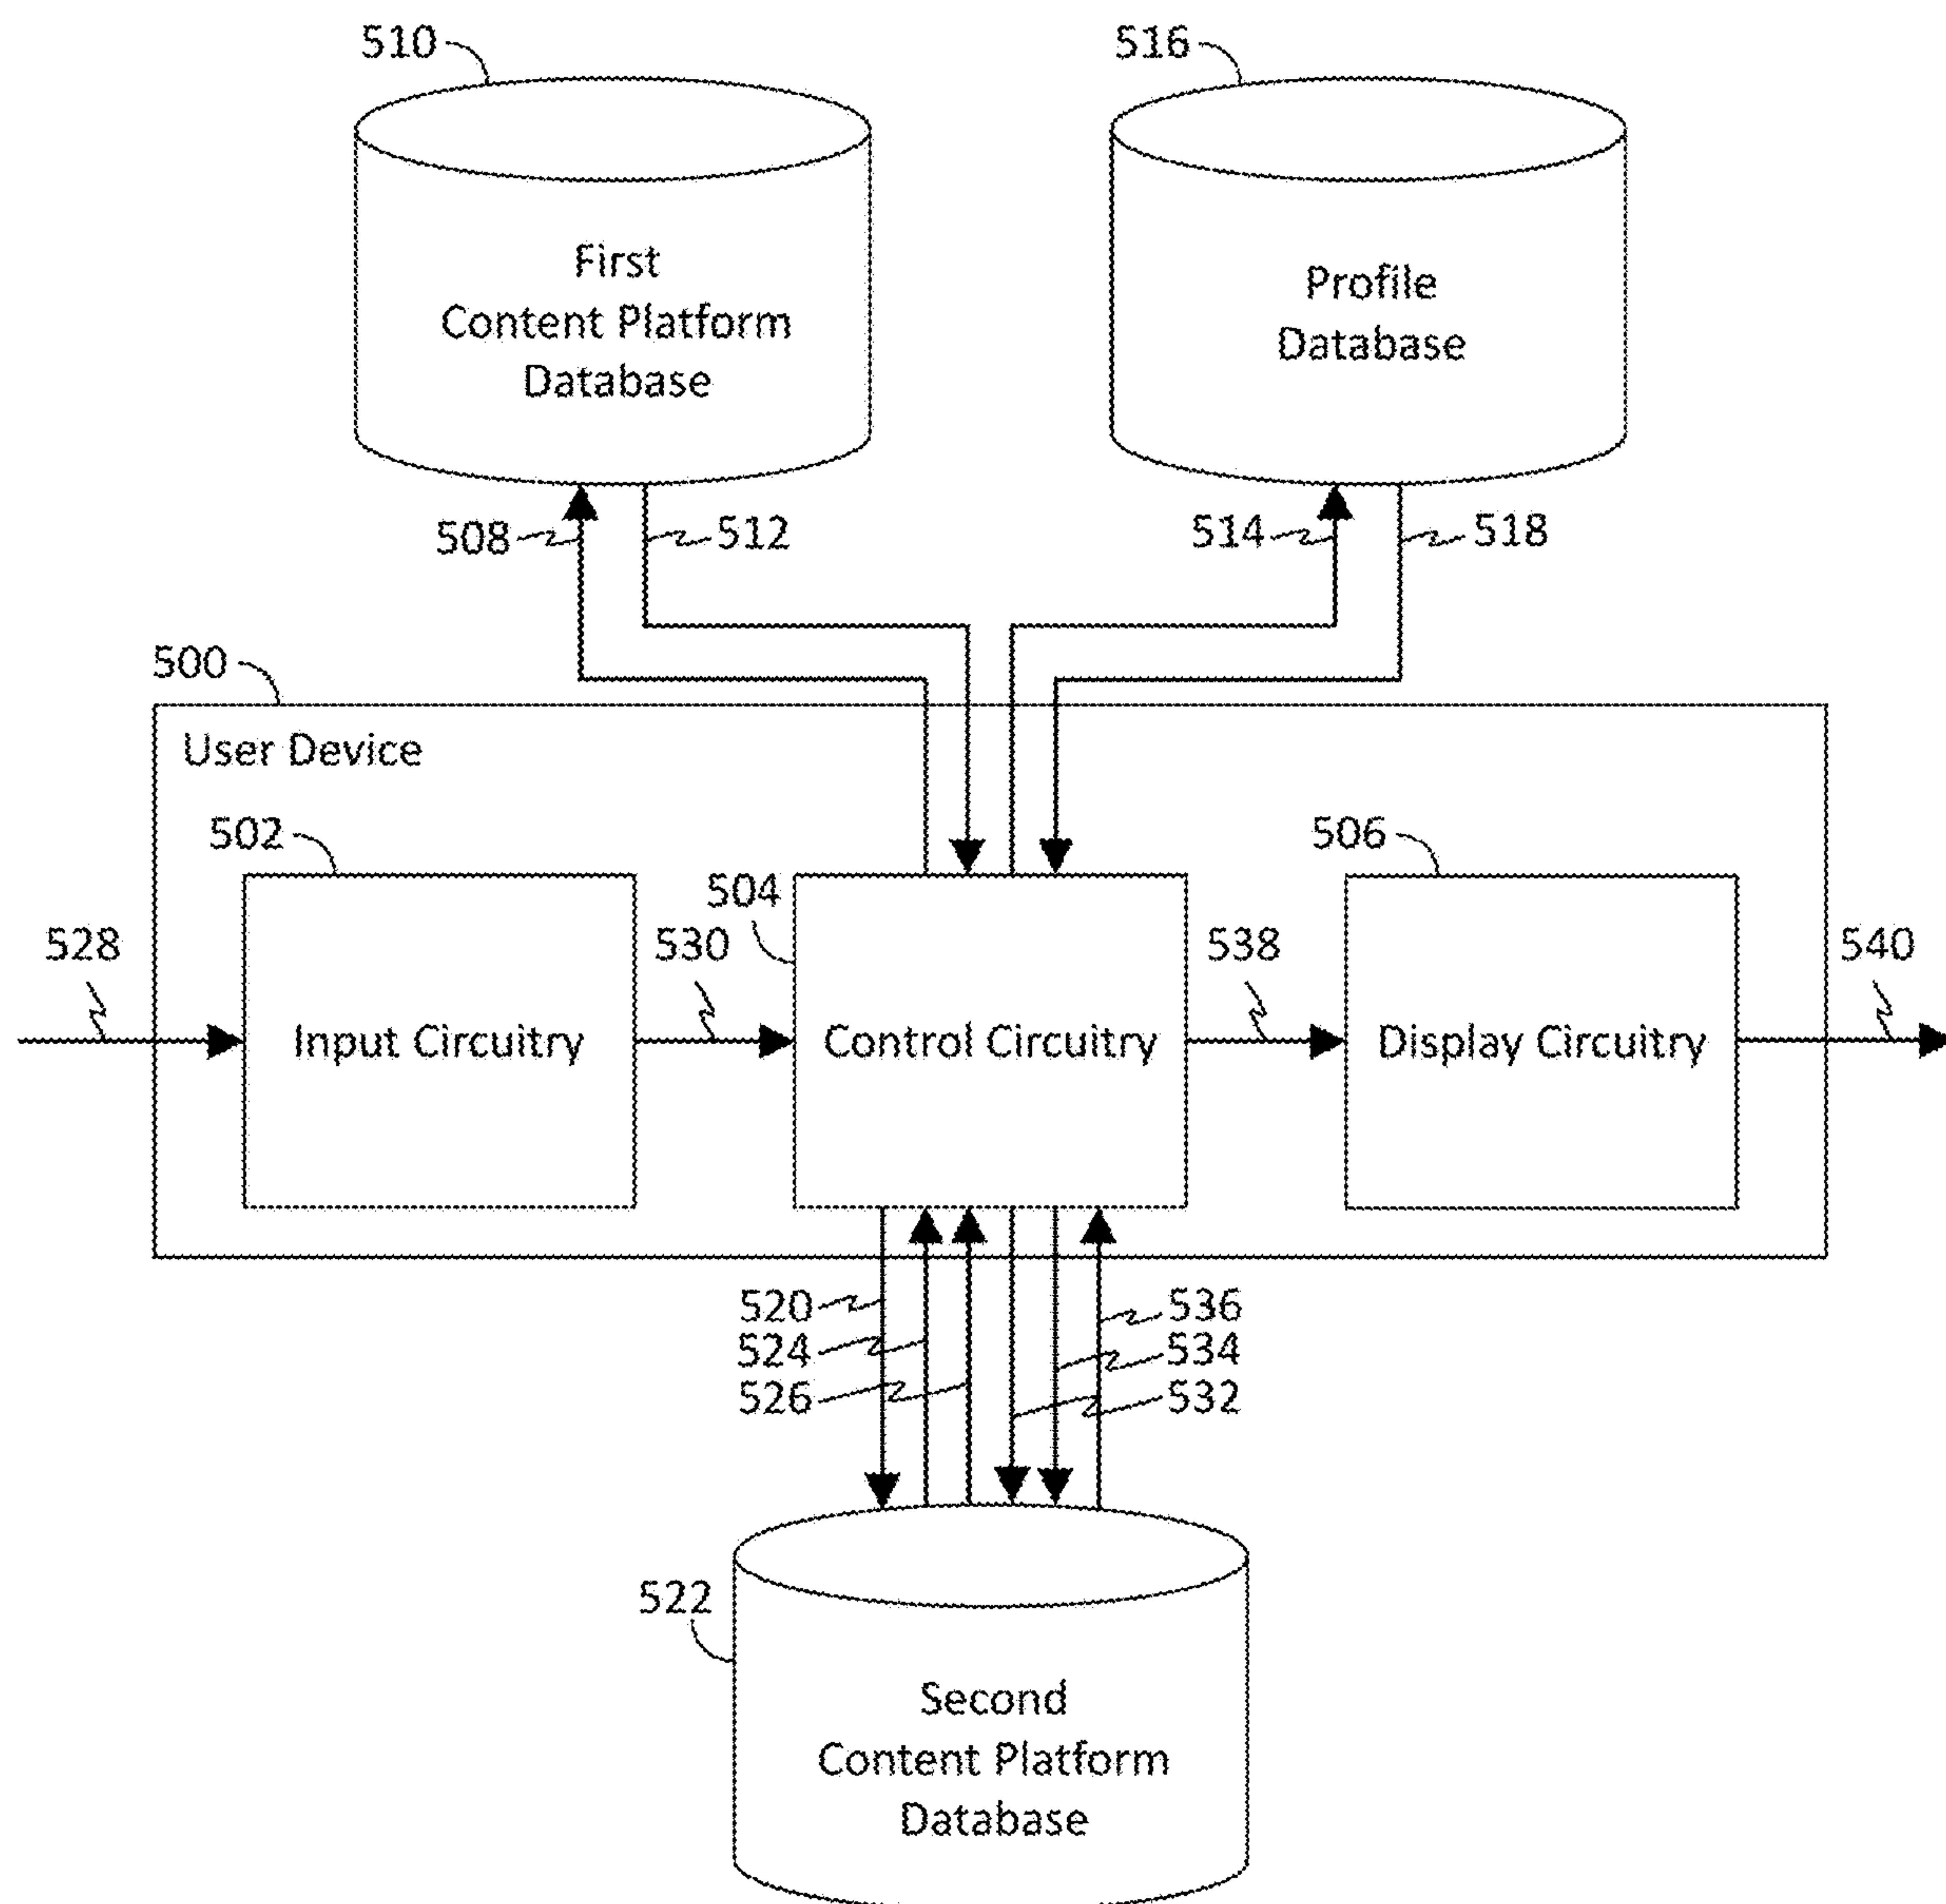 510
516
First
Content Platform
Database
Profile
Database
508
512
514
518
500
User Device
502
504
506
528
530
538
540
Input Circuitry
Control Circuitry
Display Circuitry
520
536
524
534
526
532
522
Second
Content Platform
Database